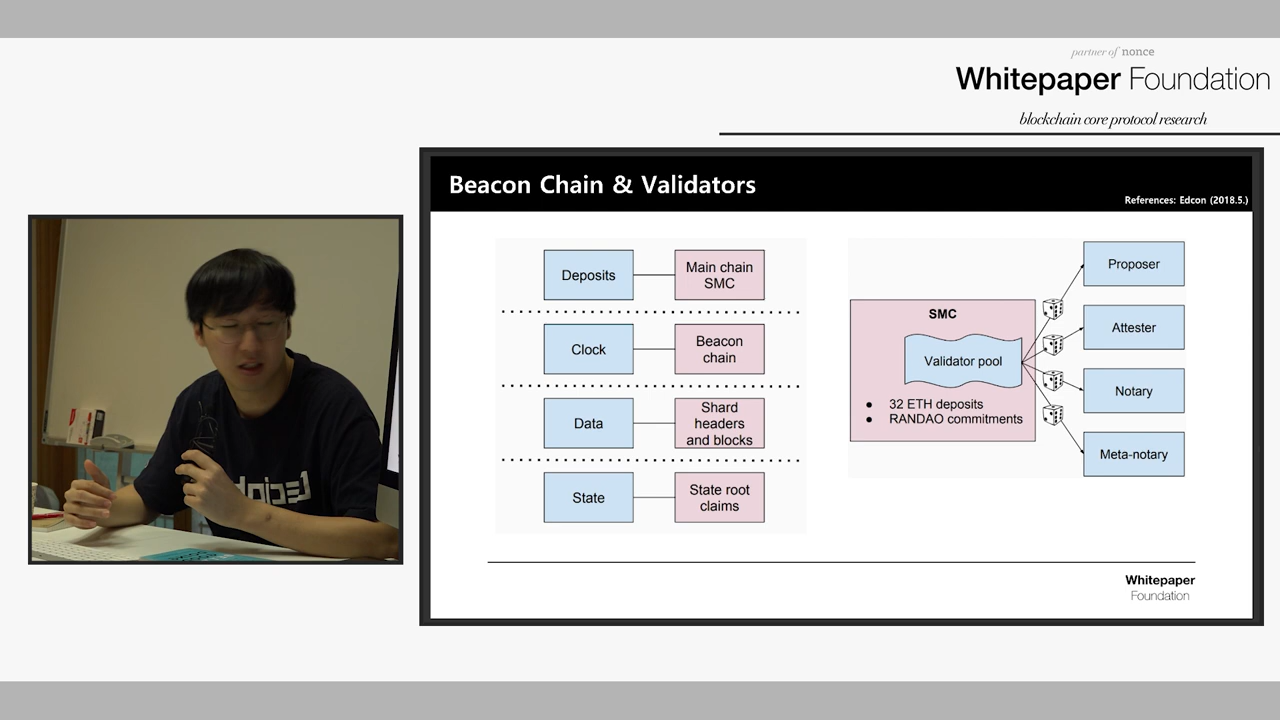 partner of nonce
Whitepaper Foundation
blockchain core protocol research
Beacon Chain & Validators
References: Edcon (2018.5.)
Deposits
Main chain
SMC
Clock
Beacon
chain
Data
Shard
headers
and blocks
State
State root
claims
SMC
Validator pool
● 32 ETH deposits
● RANDAO commitments
Proposer
Attester
Notary
Meta-notary
Whitepaper
Foundation